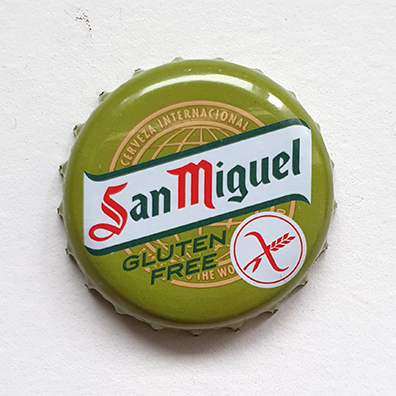 CERVEZA INTERNACIONAL
San Miguel
GLUTEN
FREE
THE WO